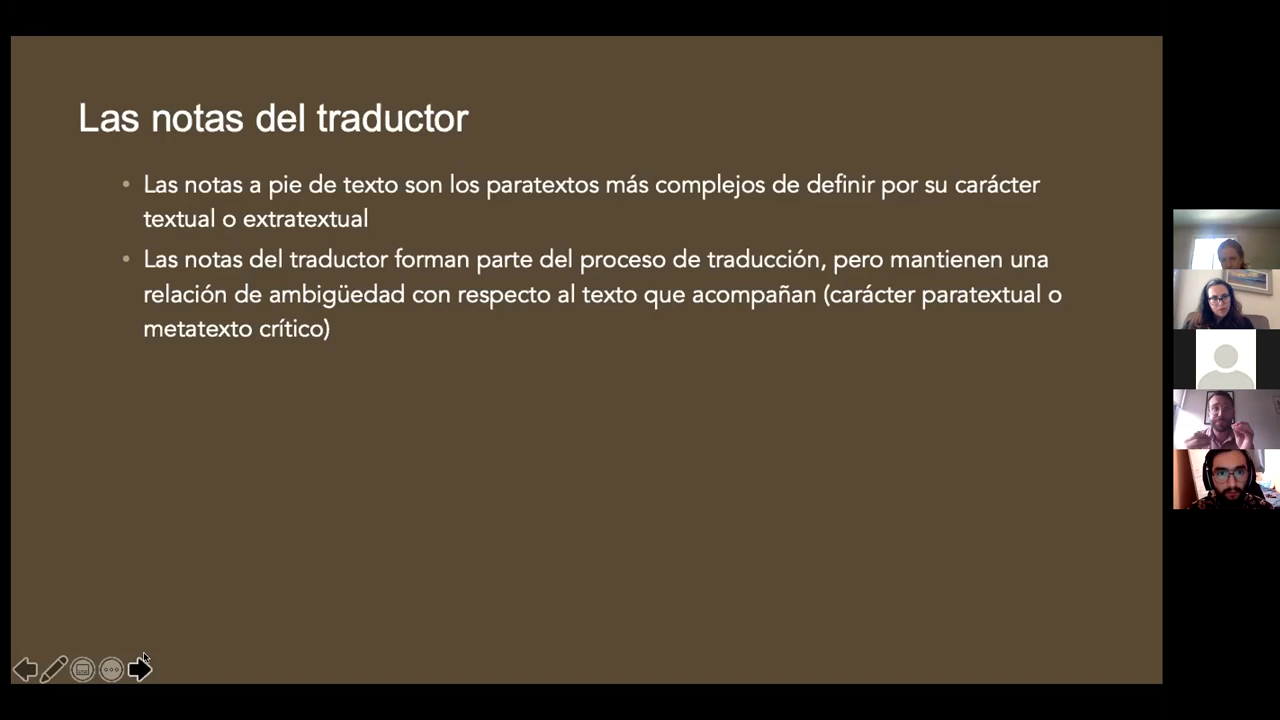 Las notas del traductor
• Las notas a pie de texto son los paratextos más complejos de definir por su carácter
textual o extratextual
• Las notas del traductor forman parte del proceso de traducción, pero mantienen una
relación de ambigüedad con respecto al texto que acompañan (carácter paratextual o
metatexto crítico)